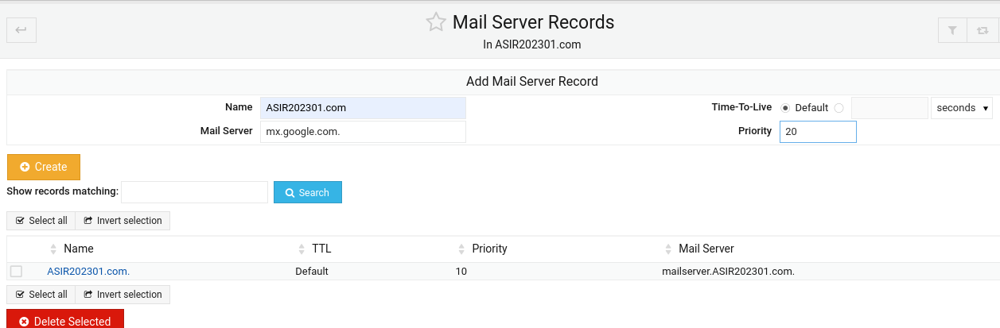 Mail Server Records
In ASIR202301.com
Add Mail Server Record
Name ASIR202301.com Time-To-Live Default seconds
Mail Server mx.google.com. Priority 20
Create
Show records matching: Search
Select all Invert selection
Name TTL Priority Mail Server
ASIR202301.com. Default 10 mailserver.ASIR202301.com.
Select all Invert selection
Delete Selected